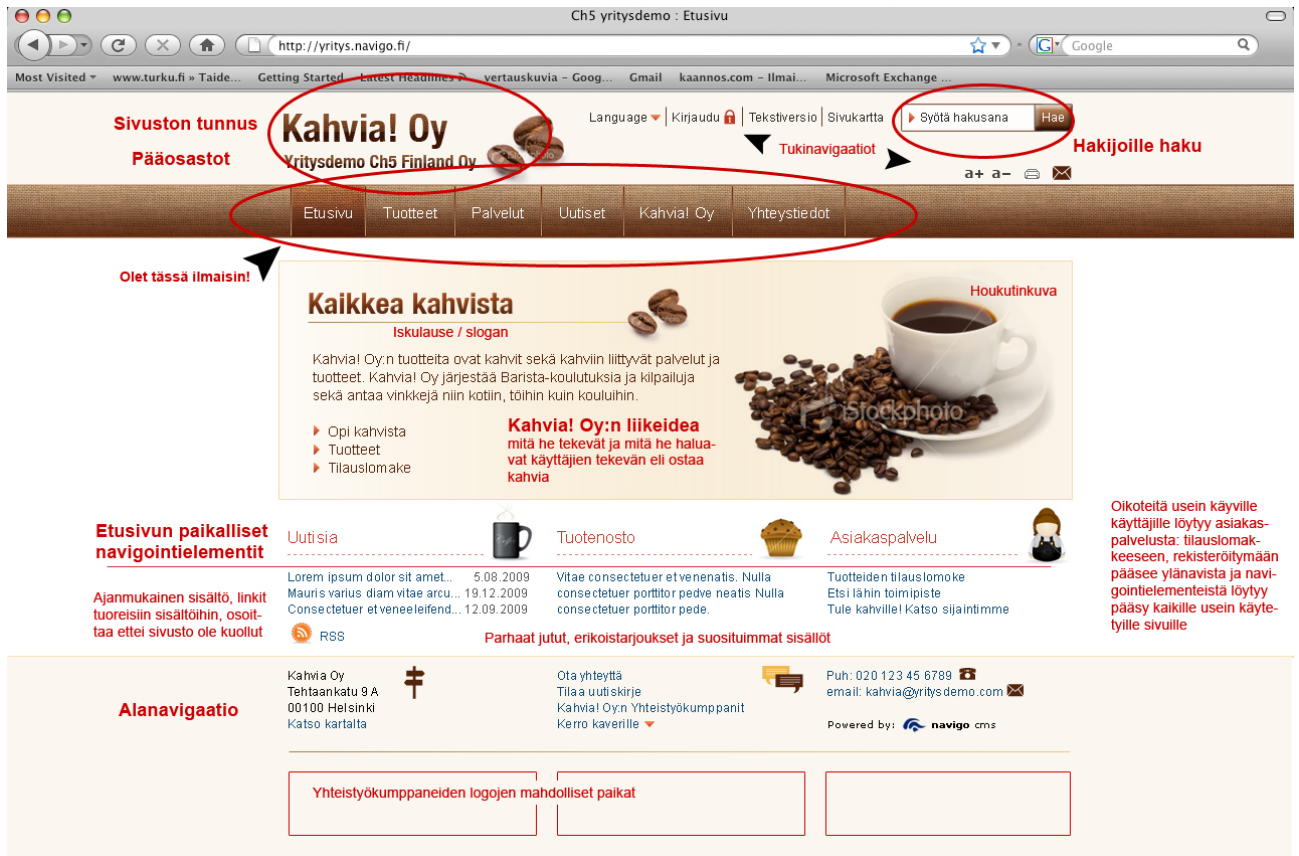 Ch5 yritysdemo : Etusivu
http://yritys.navigo.fi/
Google
Most Visited www.turku.fi » Taide... Getting Started Latest Headlines vertauskuvia – Goog... Gmail kaannos.com – Ilmai... Microsoft Exchange ...
Sivuston tunnus
Pääosastot
Kahvia! Oy
Yritysdemo Ch5 Finland Oy
Language Kirjaudu Tekstiversio Sivukartta
Syötä hakusana Hae
Tukinavigaatiot
Hakijoille haku
a+ a–
Etusivu Tuotteet Palvelut Uutiset Kahvia! Oy Yhteystiedot
Olet tässä ilmaisin!
Kaikkea kahvista
Iskulause / slogan
Houkutinkuva
Kahvia! Oy:n tuotteita ovat kahvit sekä kahviin liittyvät palvelut ja
tuotteet. Kahvia! Oy järjestää Barista-koulutuksia ja kilpailuja
sekä antaa vinkkejä niin kotiin, töihin kuin kouluihin.
Opi kahvista
Tuotteet
Tilauslomake
Kahvia! Oy:n liikeidea
mitä he tekevät ja mitä he halua-
vat käyttäjien tekevän eli ostaa
kahvia
iStockphoto
Etusivun paikalliset
navigointielementit
Uutisia
Tuotenosto
Asiakaspalvelu
Oikoteitä usein käyville
käyttäjille löytyy asiakas-
palvelusta: tilauslomak-
keeseen, rekisteröitymään
pääsee ylänavista ja navi-
gointielementeistä löytyy
pääsy kaikille usein käyte-
tyille sivuille
Ajanmukainen sisältö, linkit
tuoreisiin sisältöihin, osoit-
taa ettei sivusto ole kuollut
Lorem ipsum dolor sit amet... 5.08.2009
Mauris varius diam vitae arcu... 19.12.2009
Consectetuer et veneeleifend... 12.09.2009
RSS
Vitae consectetuer et venenatis. Nulla
consectetuer porttitor pedve neatis Nulla
consectetuer porttitor pede.
Tuotteiden tilauslomoke
Etsi lähin toimipiste
Tule kahville! Katso sijaintimme
Parhaat jutut, erikoistarjoukset ja suosituimmat sisällöt
Alanavigaatio
Kahvia Oy
Tehtaankatu 9 A
00100 Helsinki
Katso kartalta
Ota yhteyttä
Tilaa uutiskirje
Kahvia! Oy:n Yhteistyökumppanit
Kerro kaverille
Puh: 020 123 45 6789
email: kahvia@yritysdemo.com
Powered by: navigo cms
Yhteistyökumppaneiden logojen mahdolliset paikat